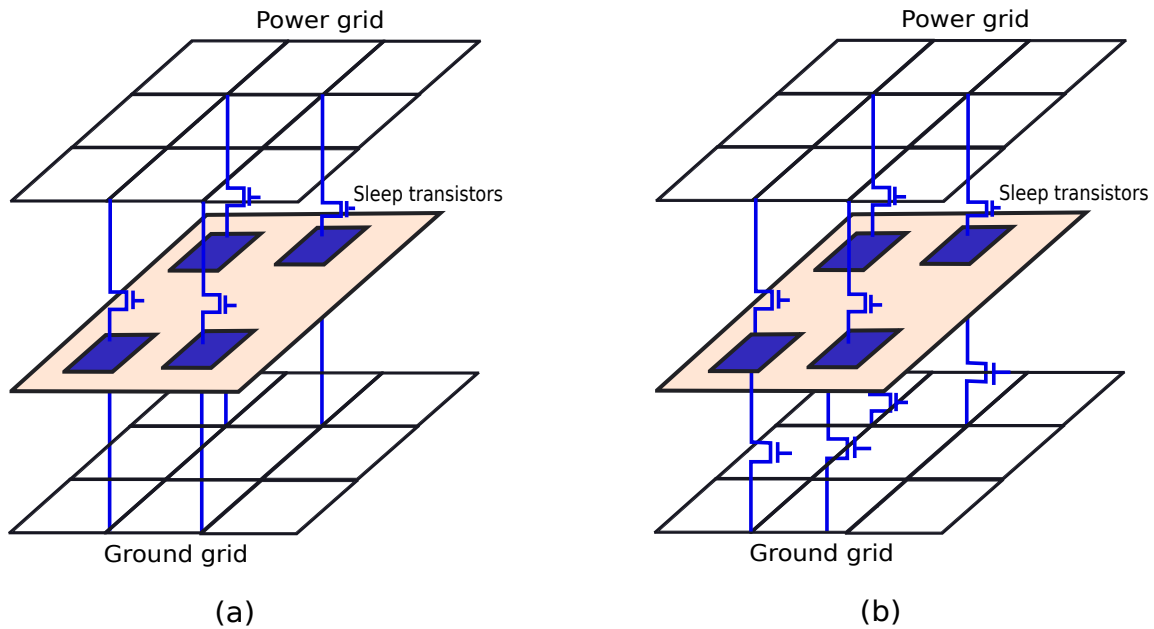 Power grid
Power grid
Sleep transistors
Sleep transistors
Ground grid
Ground grid
(a)
(b)